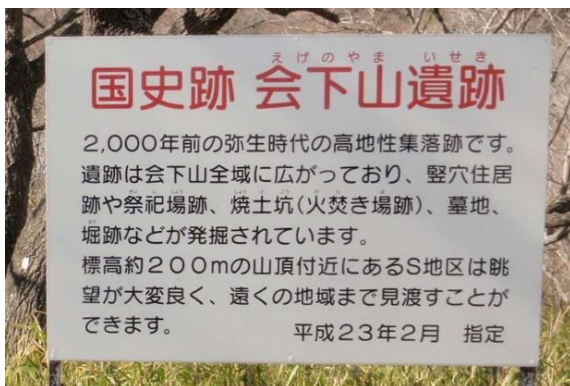 えげのやま いせき
国史跡 会下山遺跡
2,000年前の弥生時代の高地性集落跡です。
遺跡は会下山全域に広がっており、竪穴住居
跡や祭祀場跡、焼土坑(火焚き場跡)、墓地、
堀跡などが発掘されています。
標高約200mの山頂付近にあるS地区は眺
望が大変良く、遠くの地域まで見渡すことが
できます。 平成23年2月 指定